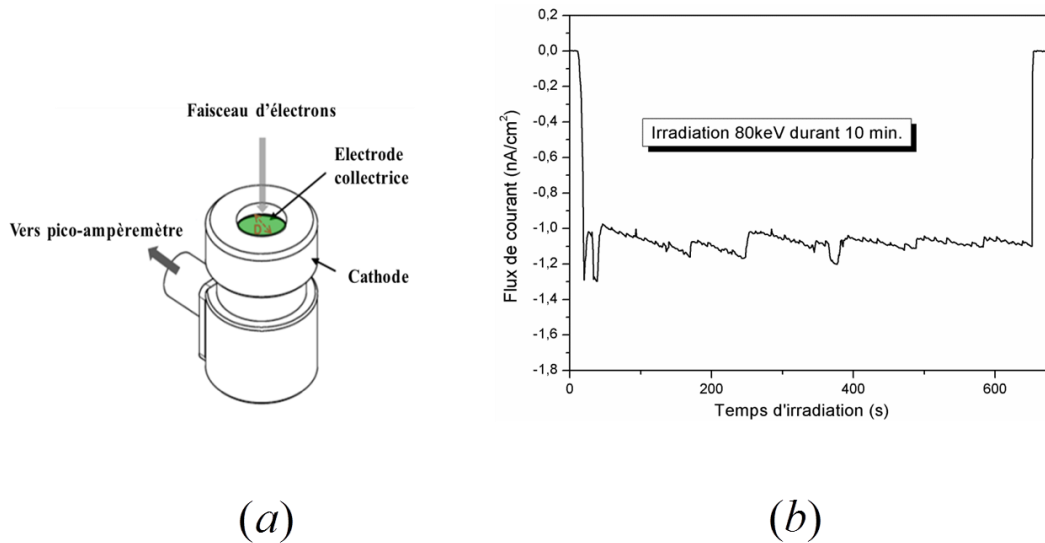 Faisceau d'électrons
Electrode
collectrice
D
Vers pico-ampèremètre
Cathode
(a)
0,2
0,0
-0,2
-0,4
-0,6
-0,8
-1,0
-1,2
-1,4
-1,6
-1,8
Flux de courant (nA/cm²)
Irradiation 80keV durant 10 min.
0
200
400
600
Temps d'irradiation (s)
(b)